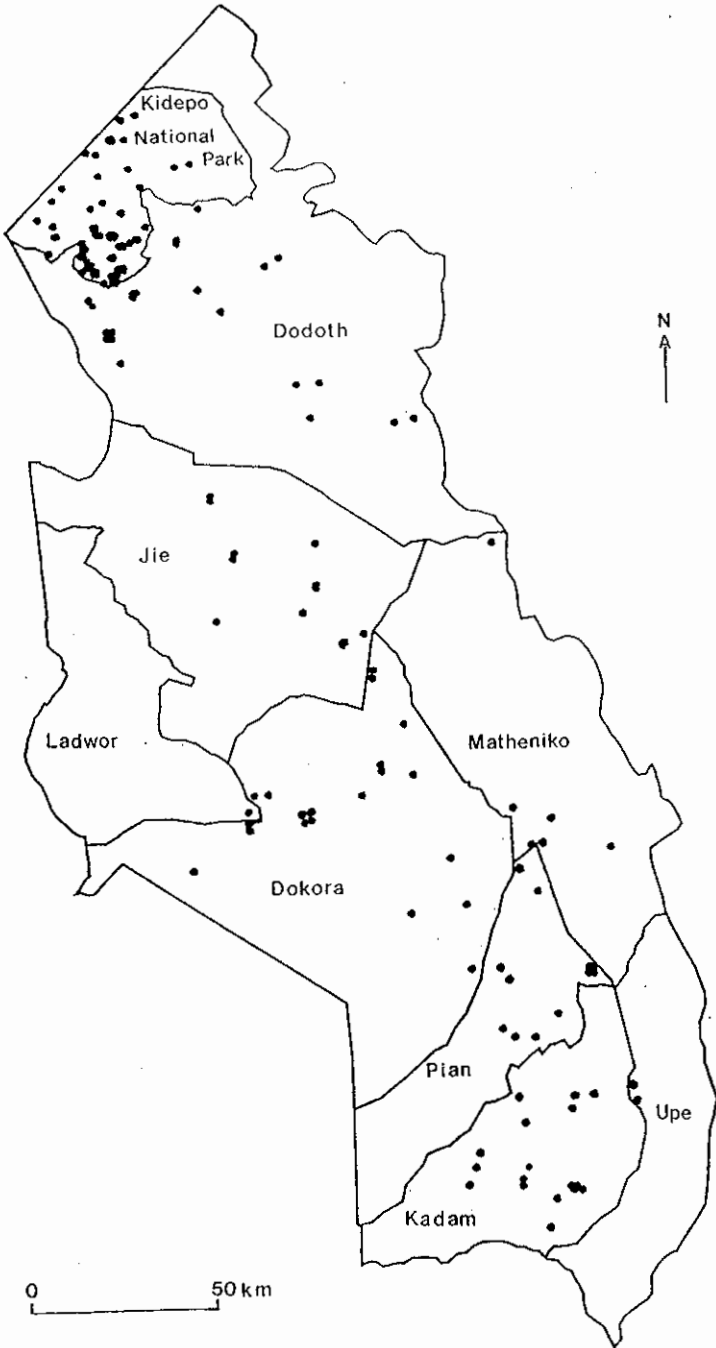 Kidepo
National
Park
Dodoth
N
Jie
Ladwor
Matheniko
Dokora
Pian
Upe
Kadam
0 50 km